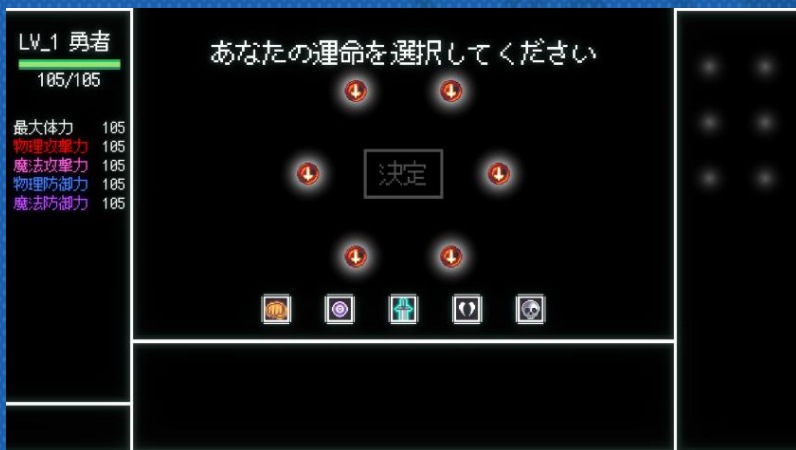 LV_1 勇者
105/105
最大体力 105
物理攻撃力 105
魔法攻撃力 105
物理防御力 105
魔法防御力 105
あなたの運命を選択してください
決定